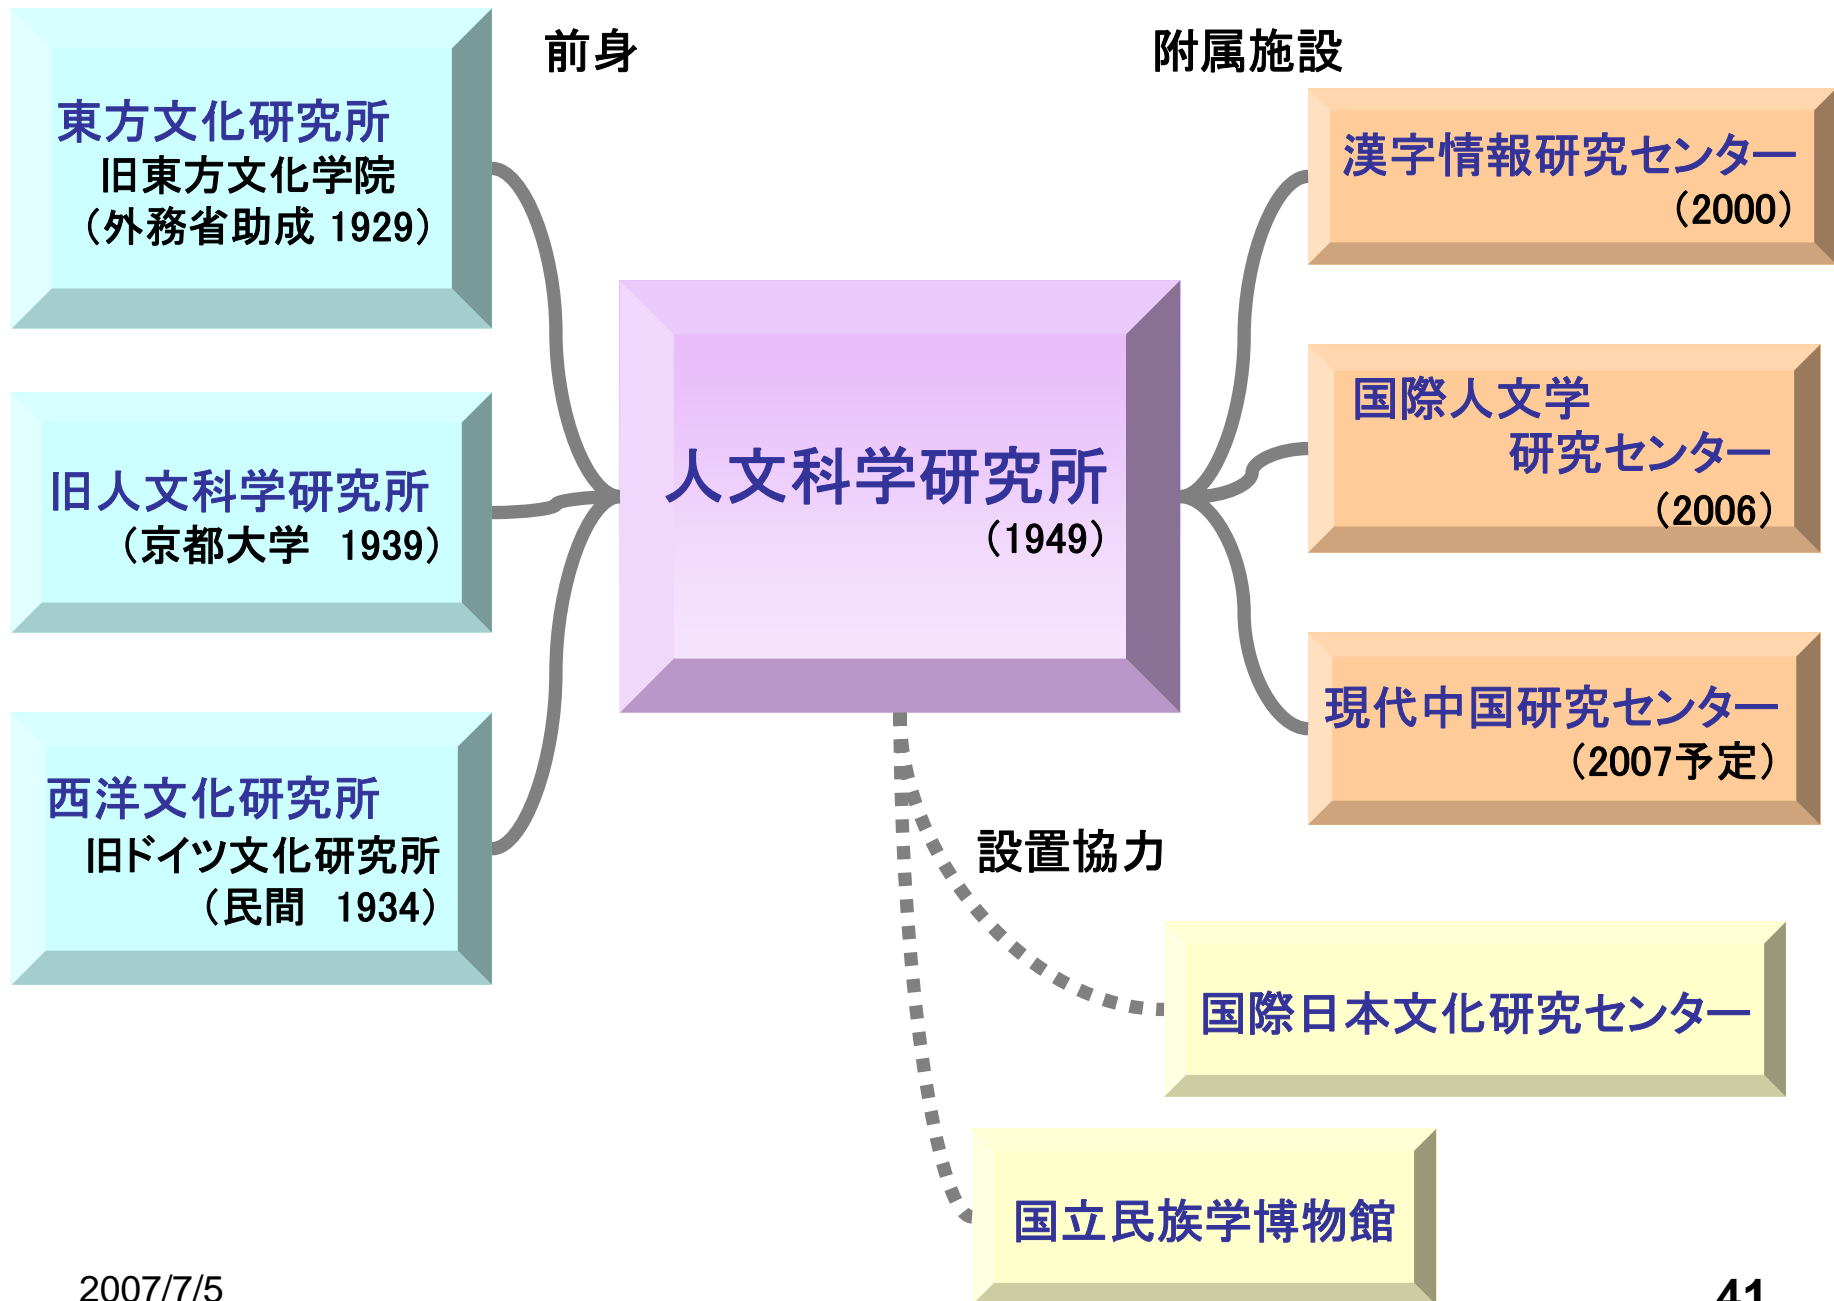 前身
東方文化研究所
旧東方文化学院
（外務省助成 1929）
旧人文科学研究所
（京都大学　1939）
西洋文化研究所
旧ドイツ文化研究所
（民間　1934）
人文科学研究所
（1949）
附属施設
漢字情報研究センター
（2000）
国際人文学
研究センター
（2006）
現代中国研究センター
（2007予定）
設置協力
国際日本文化研究センター
国立民族学博物館
2007/7/5
41